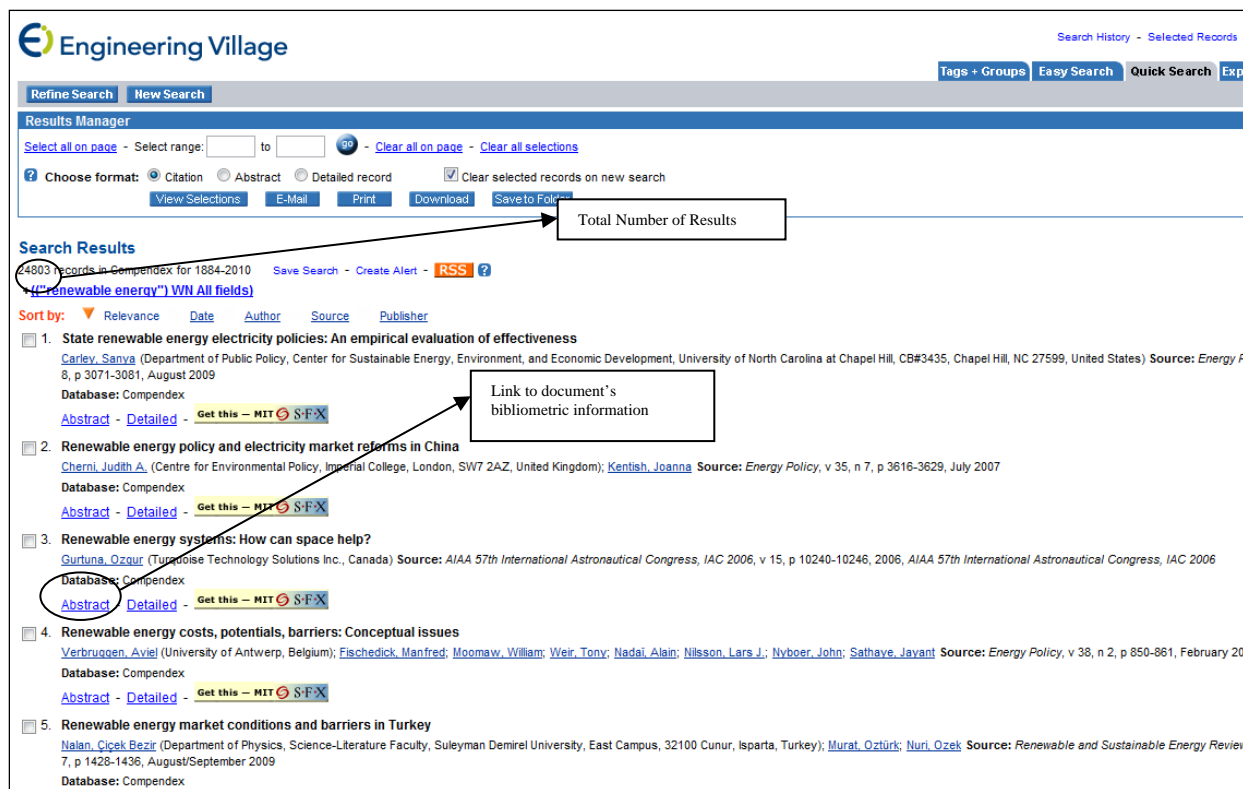 Engineering Village
Search History - Selected Records
Tags + Groups Easy Search Quick Search Exp
Refine Search New Search
Results Manager
Select all on page - Select range: to go - Clear all on page - Clear all selections
? Choose format: Citation Abstract Detailed record Clear selected records on new search
View Selections E-Mail Print Download Save to Folder
Total Number of Results
Search Results
24803 records in Compendex for 1884-2010 Save Search - Create Alert - RSS ?
+(("renewable energy") WN All fields)
Sort by: Relevance Date Author Source Publisher
1. State renewable energy electricity policies: An empirical evaluation of effectiveness
Carley, Sanya (Department of Public Policy, Center for Sustainable Energy, Environment, and Economic Development, University of North Carolina at Chapel Hill, CB#3435, Chapel Hill, NC 27599, United States) Source: Energy P
8, p 3071-3081, August 2009
Database: Compendex
Link to document's
bibliometric information
Abstract - Detailed - Get this — MIT S·F·X
2. Renewable energy policy and electricity market reforms in China
Cherni, Judith A. (Centre for Environmental Policy, Imperial College, London, SW7 2AZ, United Kingdom); Kentish, Joanna Source: Energy Policy, v 35, n 7, p 3616-3629, July 2007
Database: Compendex
Abstract - Detailed - Get this — MIT S·F·X
3. Renewable energy systems: How can space help?
Gurtuna, Ozgur (Turquoise Technology Solutions Inc., Canada) Source: AIAA 57th International Astronautical Congress, IAC 2006, v 15, p 10240-10246, 2006, AIAA 57th International Astronautical Congress, IAC 2006
Database: Compendex
Abstract - Detailed - Get this — MIT S·F·X
4. Renewable energy costs, potentials, barriers: Conceptual issues
Verbruggen, Aviel (University of Antwerp, Belgium); Fischedick, Manfred; Moomaw, William; Weir, Tony; Nadaï, Alain; Nilsson, Lars J.; Nyboer, John; Sathaye, Jayant Source: Energy Policy, v 38, n 2, p 850-861, February 20
Database: Compendex
Abstract - Detailed - Get this — MIT S·F·X
5. Renewable energy market conditions and barriers in Turkey
Nalan, Çiçek Bezir (Department of Physics, Science-Literature Faculty, Suleyman Demirel University, East Campus, 32100 Cunur, Isparta, Turkey); Murat, Oztürk; Nuri, Ozek Source: Renewable and Sustainable Energy Review
7, p 1428-1436, August/September 2009
Database: Compendex